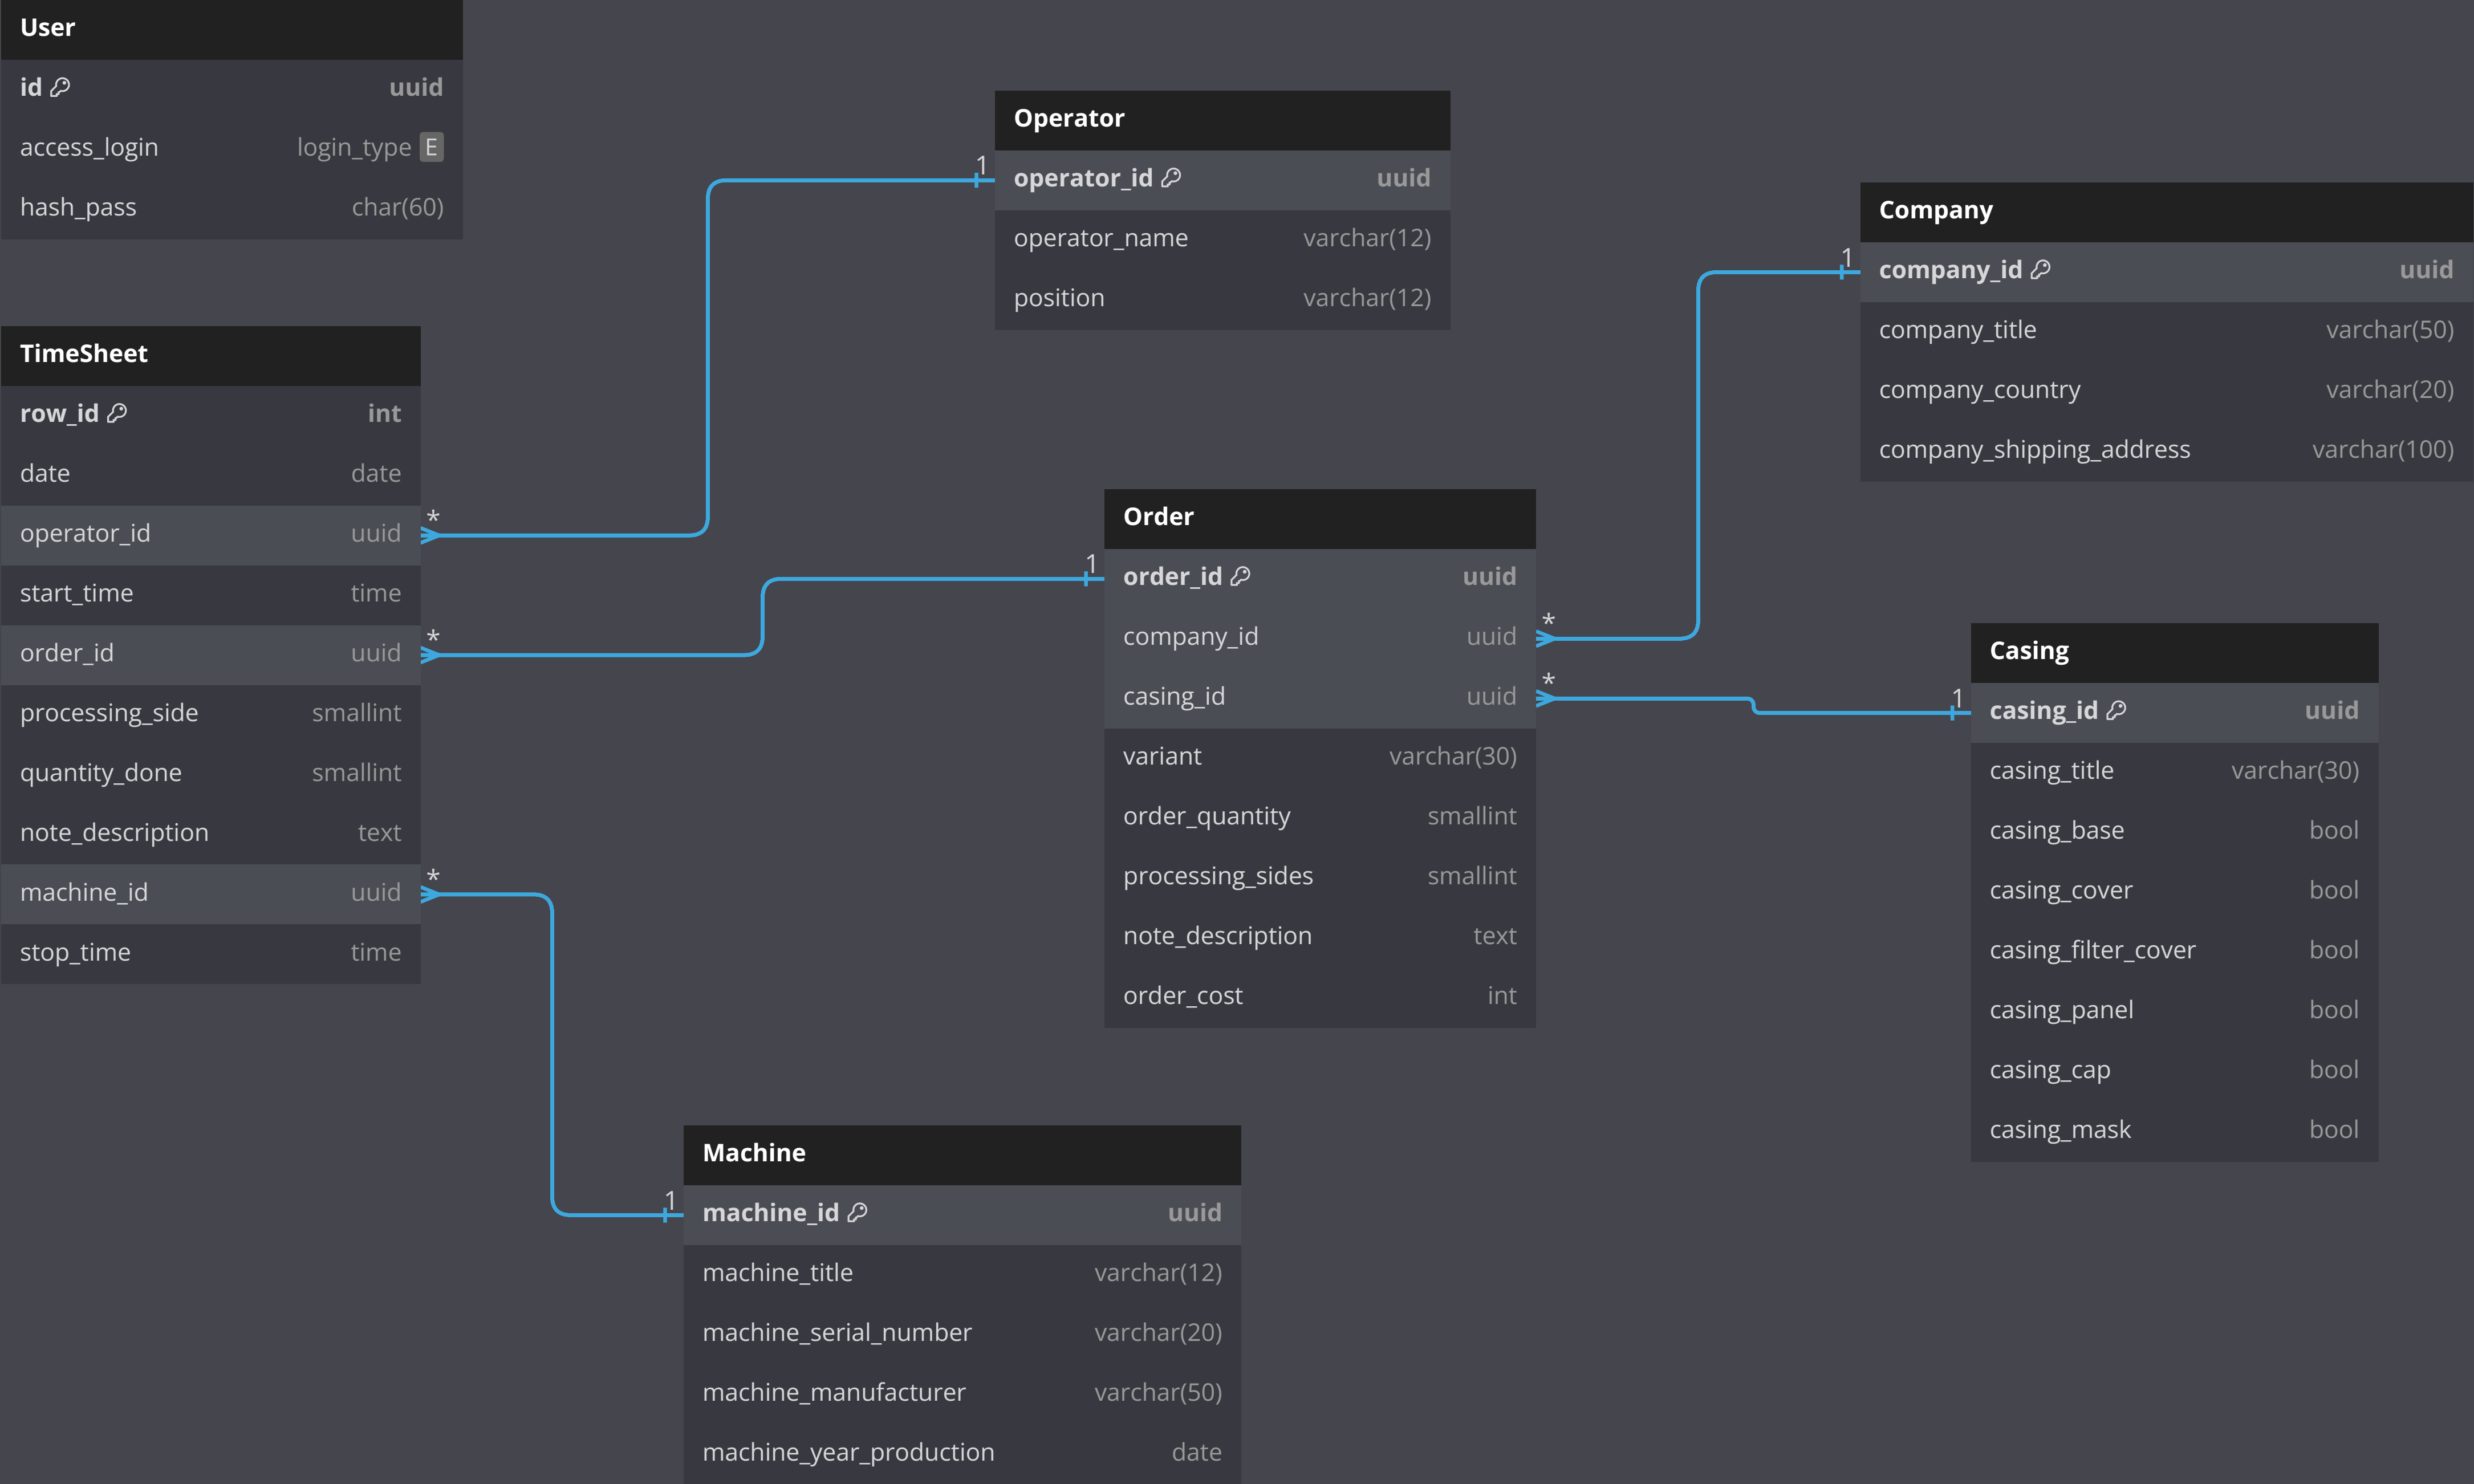 User
id uuid
access_login login_type E
hash_pass char(60)
TimeSheet
row_id int
date date
operator_id uuid
start_time time
order_id uuid
processing_side smallint
quantity_done smallint
note_description text
machine_id uuid
stop_time time
*
*
*
1
Operator
operator_id uuid
operator_name varchar(12)
position varchar(12)
1
Order
order_id uuid
company_id uuid
casing_id uuid
variant varchar(30)
order_quantity smallint
processing_sides smallint
note_description text
order_cost int
*
*
1
Machine
machine_id uuid
machine_title varchar(12)
machine_serial_number varchar(20)
machine_manufacturer varchar(50)
machine_year_production date
1
Company
company_id uuid
company_title varchar(50)
company_country varchar(20)
company_shipping_address varchar(100)
1
Casing
casing_id uuid
casing_title varchar(30)
casing_base bool
casing_cover bool
casing_filter_cover bool
casing_panel bool
casing_cap bool
casing_mask bool